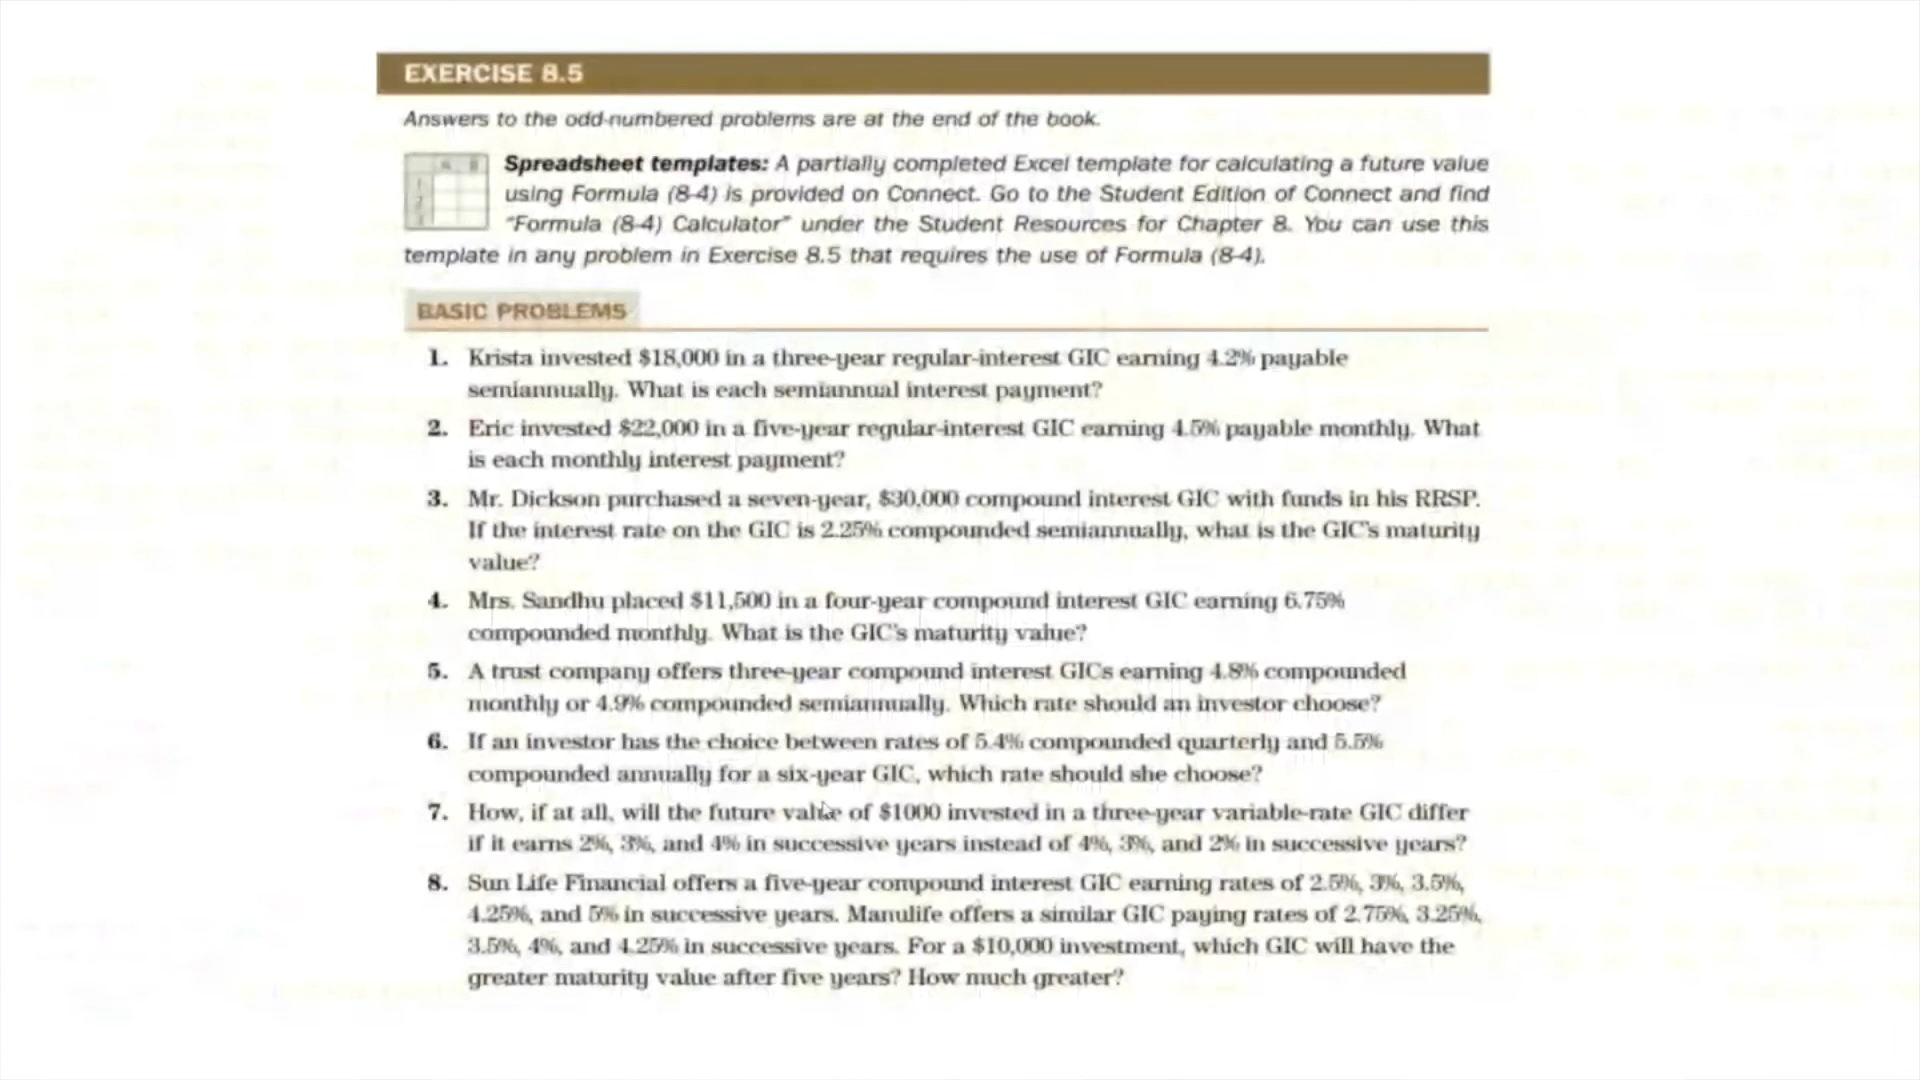 EXERCISE 8.5
Answers to the odd-numbered problems are at the end of the book.
Spreadsheet templates: A partially completed Excel template for calculating a future value
using Formula (8-4) is provided on Connect. Go to the Student Edition of Connect and find
"Formula (8-4) Calculator" under the Student Resources for Chapter 8. You can use this
template in any problem in Exercise 8.5 that requires the use of Formula (8-4).
BASIC PROBLEMS
1. Krista invested $18,000 in a three-year regular-interest GIC earning 4.2% payable
semiannually. What is each semiannual interest payment?
2. Eric invested $22,000 in a five-year regular-interest GIC earning 4.5% payable monthly. What
is each monthly interest payment?
3. Mr. Dickson purchased a seven-year, $30,000 compound interest GIC with funds in his RRSP.
If the interest rate on the GIC is 2.25% compounded semiannually, what is the GIC's maturity
value?
4. Mrs. Sandhu placed $11,500 in a four-year compound interest GIC earning 6.75%
compounded monthly. What is the GIC's maturity value?
5. A trust company offers three-year compound interest GICs earning 4.8% compounded
monthly or 4.9% compounded semiannually. Which rate should an investor choose?
6. If an investor has the choice between rates of 5.4% compounded quarterly and 5.5%
compounded annually for a six-year GIC, which rate should she choose?
7. How, if at all, will the future value of $1000 invested in a three-year variable-rate GIC differ
if it earns 2%, 3%, and 4% in successive years instead of 4%, 3%, and 2% in successive years?
8. Sun Life Financial offers a five-year compound interest GIC earning rates of 2.5%, 3%, 3.5%,
4.25%, and 5% in successive years. Manulife offers a similar GIC paying rates of 2.75%, 3.25%,
3.5%, 4%, and 4.25% in successive years. For a $10,000 investment, which GIC will have the
greater maturity value after five years? How much greater?